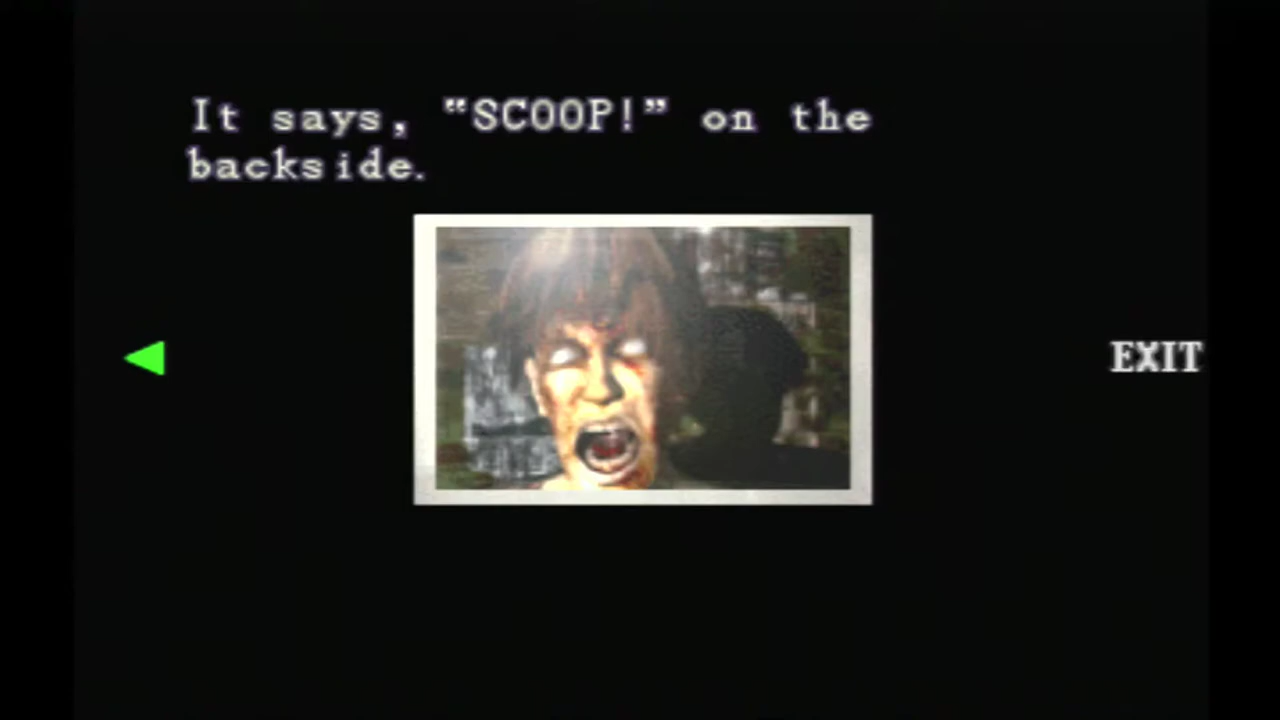 It says, “SCOOP!” on the
backside.
EXIT